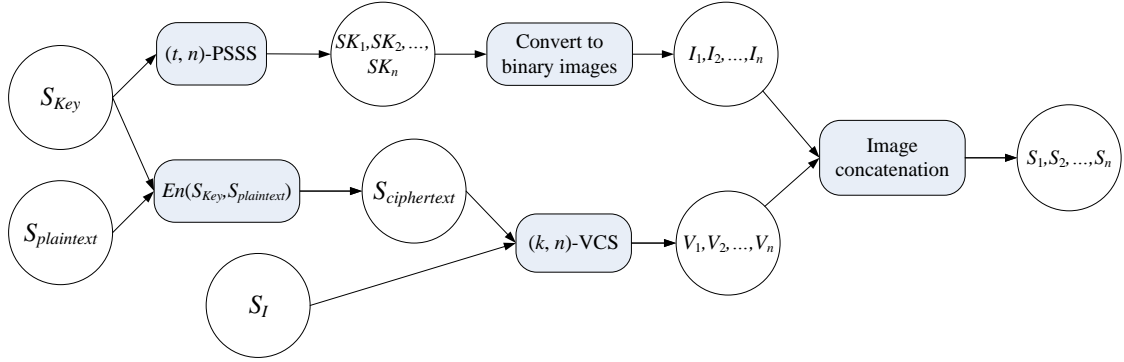 S_Key
(t, n)-PSSS
SK_1,SK_2,...,
SK_n
Convert to
binary images
I_1,I_2,...,I_n
S_plaintext
En(S_Key,S_plaintext)
S_ciphertext
S_I
(k, n)-VCS
V_1,V_2,...,V_n
Image
concatenation
S_1,S_2,...,S_n